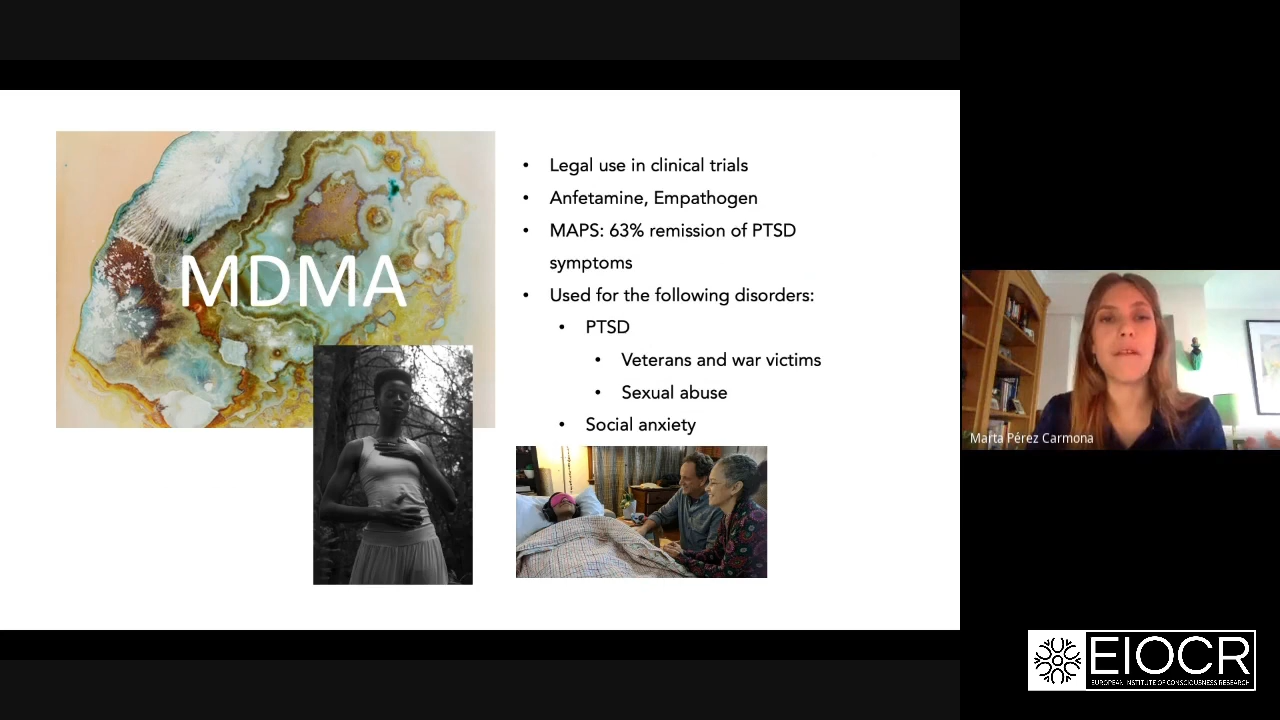 MDMA
• Legal use in clinical trials
• Anfetamine, Empathogen
• MAPS: 63% remission of PTSD
symptoms
• Used for the following disorders:
• PTSD
• Veterans and war victims
• Sexual abuse
• Social anxiety
Marta Pérez Carmona
EIOCR
EUROPEAN INSTITUTE OF CONSCIOUSNESS RESEARCH